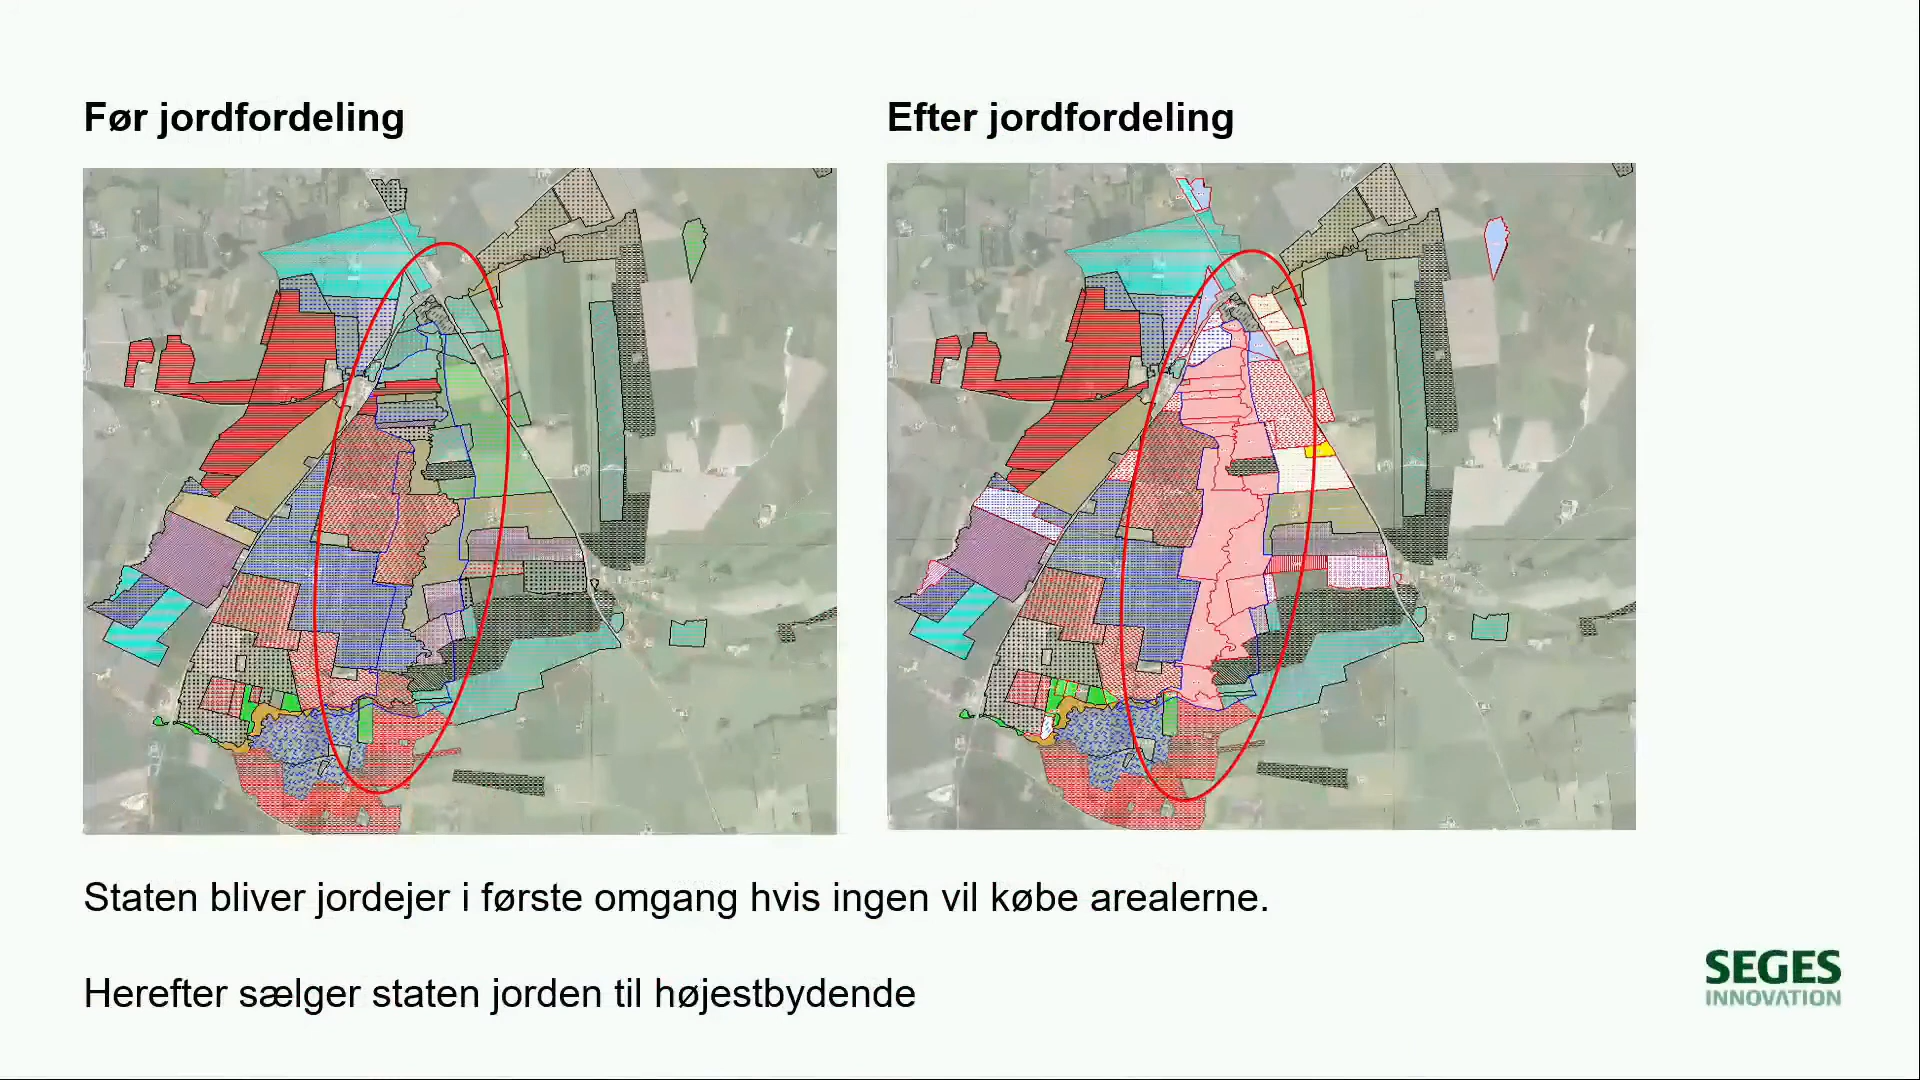 Før jordfordeling
Efter jordfordeling
Staten bliver jordejer i første omgang hvis ingen vil købe arealerne.
Herefter sælger staten jorden til højestbydende
SEGES
INNOVATION